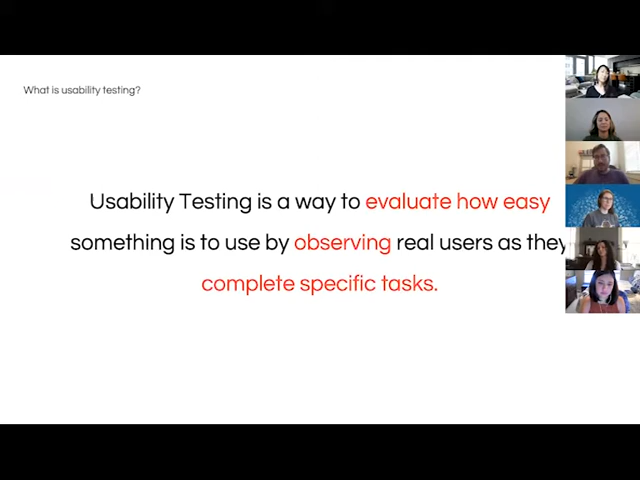 What is usability testing?
Usability Testing is a way to evaluate how easy
something is to use by observing real users as they
complete specific tasks.